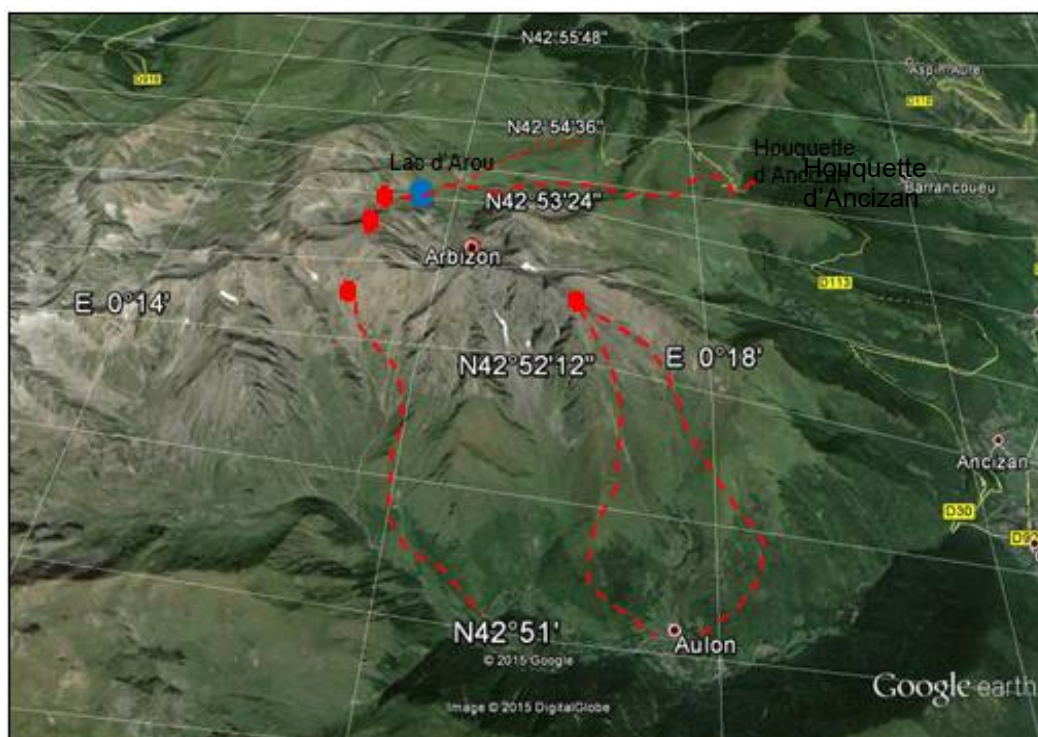 N42°55'48"
D918
Aspin-Aure
D113
N42°54'36"
Lac d'Arou
Houquette
d'Ancizan
Houquette
d'Ancizan
Barrancoueu
N42°53'24"
Arbizon
D113
E 0°14'
N42°52'12"
E 0°18'
Ancizan
D30
N42°51'
Aulon
© 2015 Google
Google earth
Image © 2015 DigitalGlobe